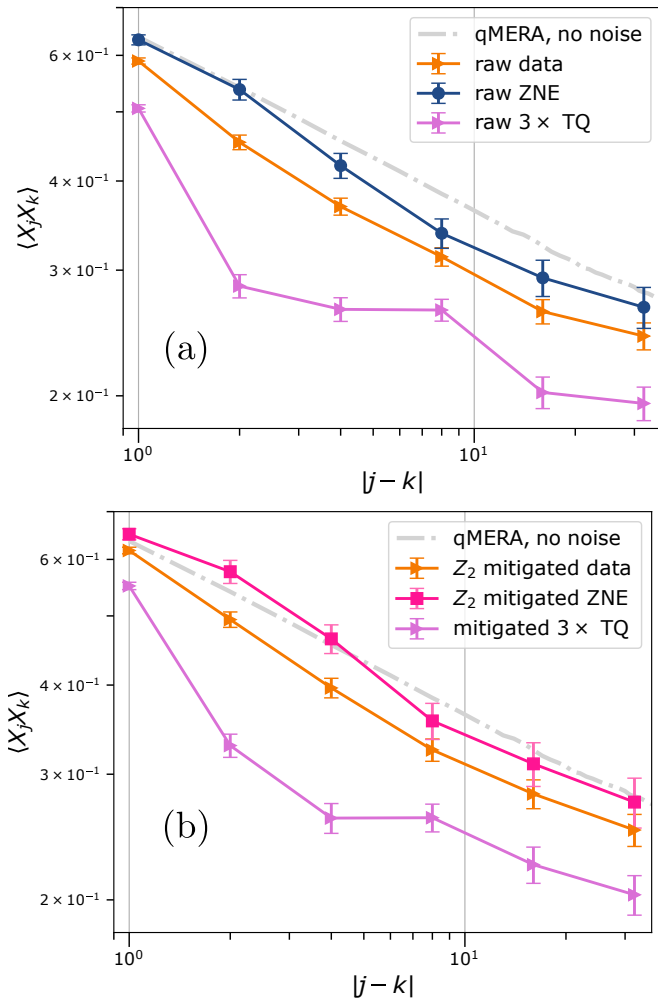 qMERA, no noise
raw data
raw ZNE
raw 3× TQ
6 × 10⁻¹
4 × 10⁻¹
3 × 10⁻¹
2 × 10⁻¹
⟨XⱼXₖ⟩
(a)
10⁰
10¹
|j − k|
qMERA, no noise
Z₂ mitigated data
Z₂ mitigated ZNE
mitigated 3× TQ
6 × 10⁻¹
4 × 10⁻¹
3 × 10⁻¹
2 × 10⁻¹
⟨XⱼXₖ⟩
(b)
10⁰
10¹
|j − k|